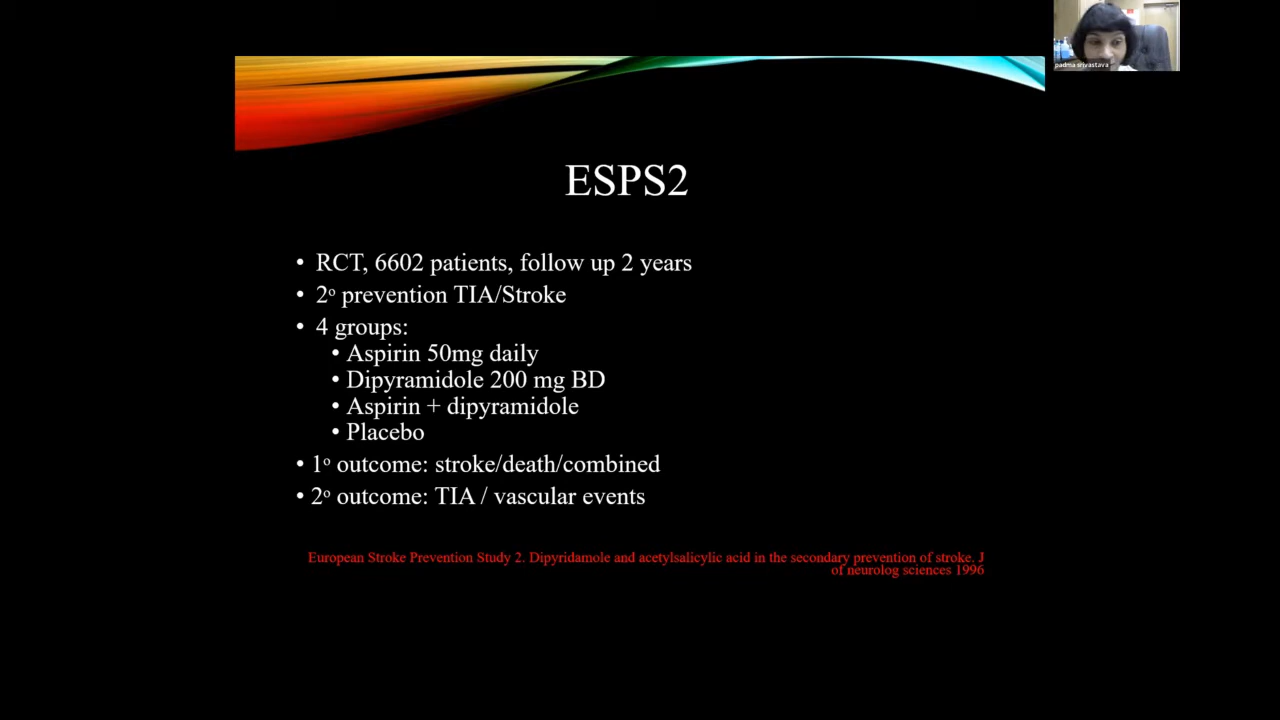 padma srivastava
ESPS2
• RCT, 6602 patients, follow up 2 years
• 2º prevention TIA/Stroke
• 4 groups:
• Aspirin 50mg daily
• Dipyramidole 200 mg BD
• Aspirin + dipyramidole
• Placebo
• 1º outcome: stroke/death/combined
• 2º outcome: TIA / vascular events
European Stroke Prevention Study 2. Dipyridamole and acetylsalicylic acid in the secondary prevention of stroke. J
of neurolog sciences 1996